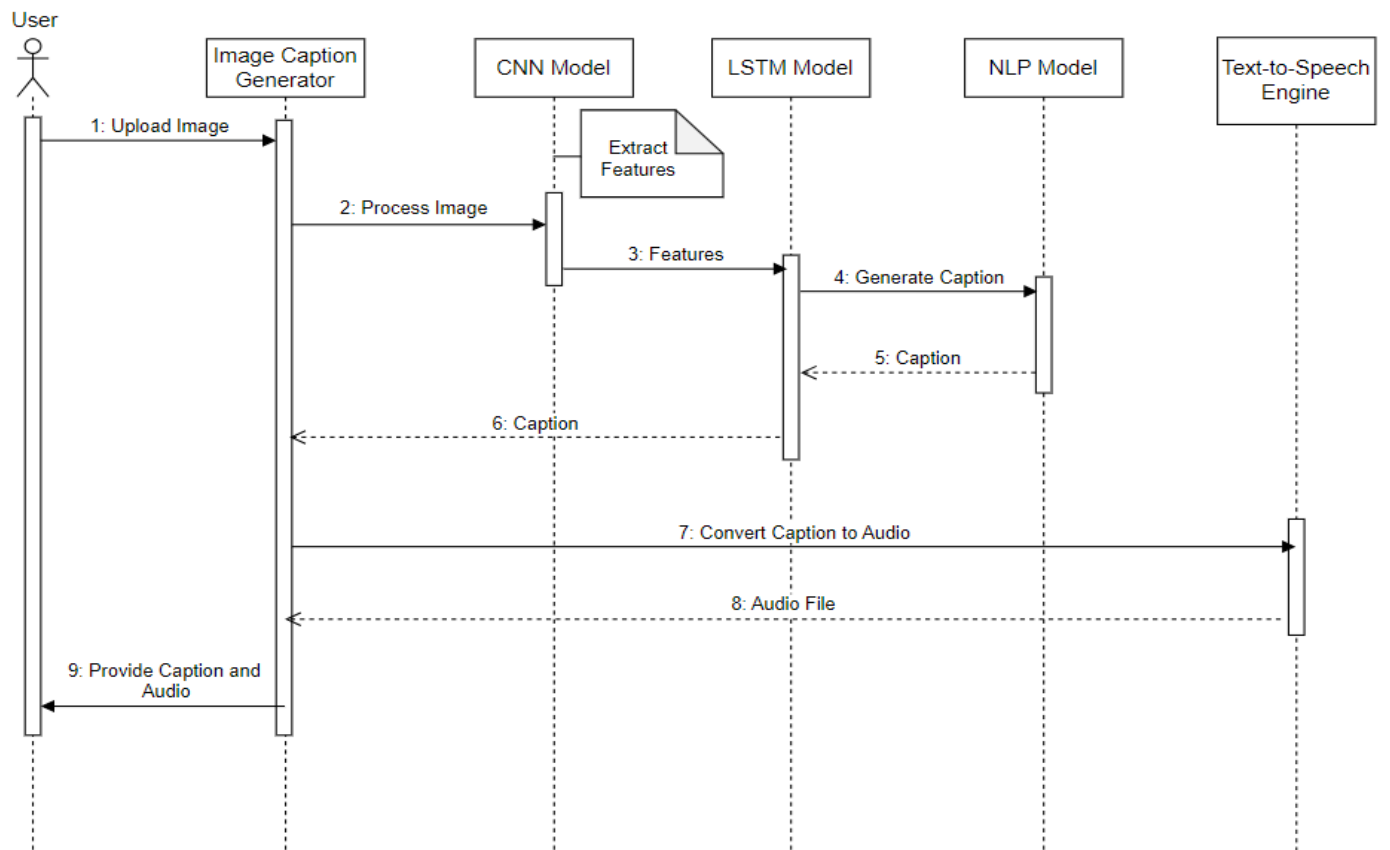 User
Image Caption
Generator
CNN Model
LSTM Model
NLP Model
Text-to-Speech
Engine
1: Upload Image
Extract
Features
2: Process Image
3: Features
4: Generate Caption
5: Caption
6: Caption
7: Convert Caption to Audio
8: Audio File
9: Provide Caption and
Audio